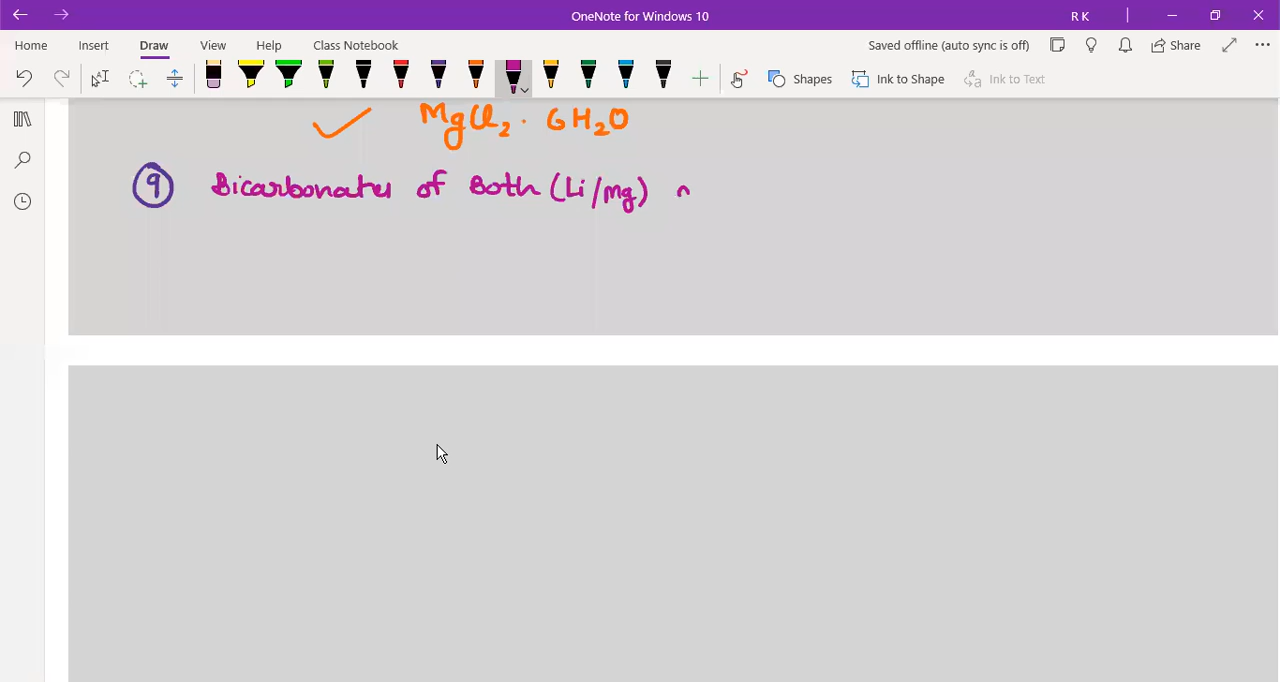 OneNote for Windows 10
R K
Home Insert Draw View Help Class Notebook
Saved offline (auto sync is off) Share
Shapes Ink to Shape Ink to Text
MgCl2 . 6H2O
9 Bicarbonates of Both (Li/Mg)